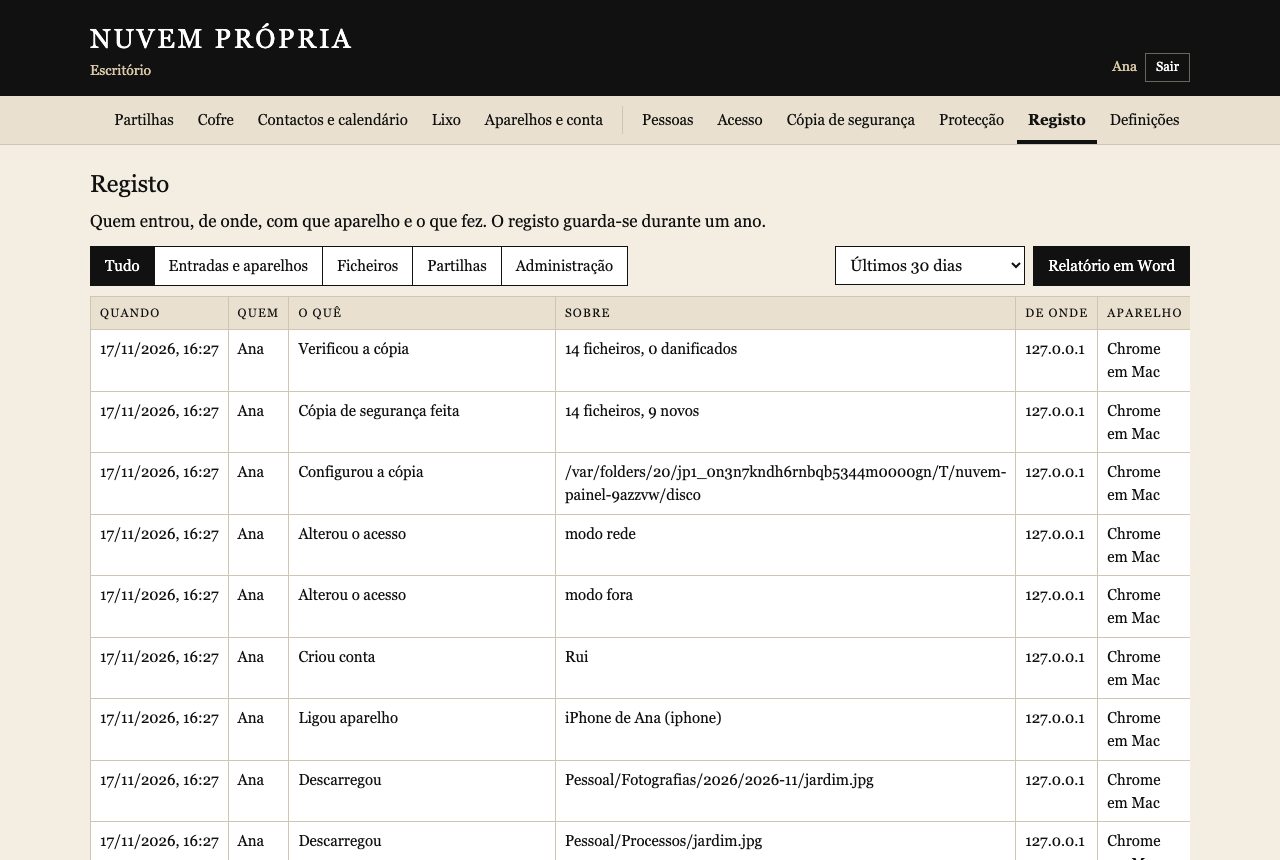 NUVEM PRÓPRIA
Escritório
Ana Sair
Partilhas Cofre Contactos e calendário Lixo Aparelhos e conta Pessoas Acesso Cópia de segurança Protecção Registo Definições
Registo
Quem entrou, de onde, com que aparelho e o que fez. O registo guarda-se durante um ano.
Tudo Entradas e aparelhos Ficheiros Partilhas Administração Últimos 30 dias Relatório em Word
QUANDO QUEM O QUÊ SOBRE DE ONDE APARELHO
17/11/2026, 16:27 Ana Verificou a cópia 14 ficheiros, 0 danificados 127.0.0.1 Chrome
em Mac
17/11/2026, 16:27 Ana Cópia de segurança feita 14 ficheiros, 9 novos 127.0.0.1 Chrome
em Mac
17/11/2026, 16:27 Ana Configurou a cópia /var/folders/20/jp1_0n3n7kndh6rnbqb5344m0000gn/T/nuvem- 127.0.0.1 Chrome
painel-9azzvw/disco em Mac
17/11/2026, 16:27 Ana Alterou o acesso modo rede 127.0.0.1 Chrome
em Mac
17/11/2026, 16:27 Ana Alterou o acesso modo fora 127.0.0.1 Chrome
em Mac
17/11/2026, 16:27 Ana Criou conta Rui 127.0.0.1 Chrome
em Mac
17/11/2026, 16:27 Ana Ligou aparelho iPhone de Ana (iphone) 127.0.0.1 Chrome
em Mac
17/11/2026, 16:27 Ana Descarregou Pessoal/Fotografias/2026/2026-11/jardim.jpg 127.0.0.1 Chrome
em Mac
17/11/2026, 16:27 Ana Descarregou Pessoal/Processos/jardim.jpg 127.0.0.1 Chrome